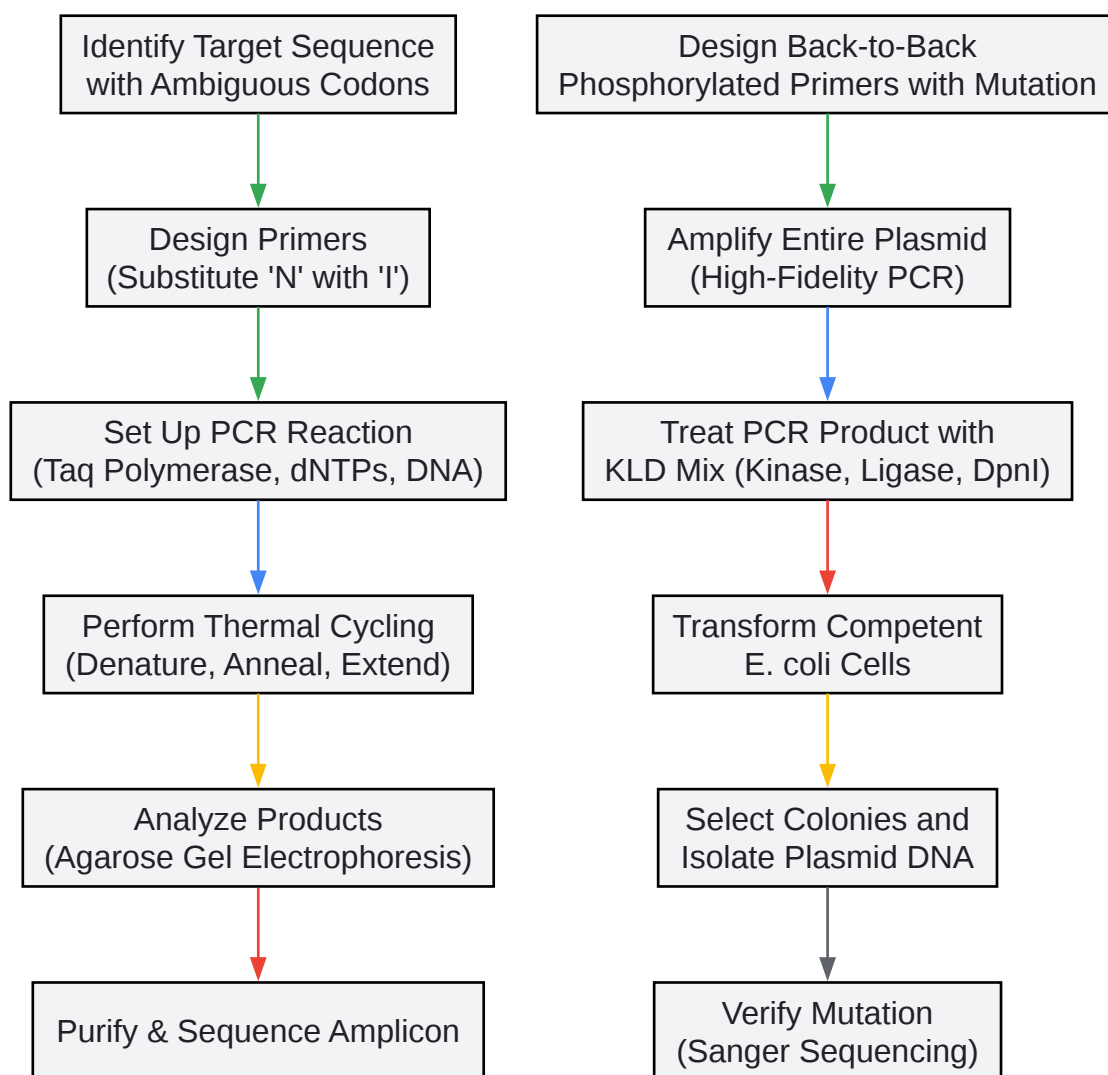 Identify Target Sequence
with Ambiguous Codons
Design Primers
(Substitute 'N' with 'I')
Set Up PCR Reaction
(Taq Polymerase, dNTPs, DNA)
Perform Thermal Cycling
(Denature, Anneal, Extend)
Analyze Products
(Agarose Gel Electrophoresis)
Purify & Sequence Amplicon
Design Back-to-Back
Phosphorylated Primers with Mutation
Amplify Entire Plasmid
(High-Fidelity PCR)
Treat PCR Product with
KLD Mix (Kinase, Ligase, DpnI)
Transform Competent
E. coli Cells
Select Colonies and
Isolate Plasmid DNA
Verify Mutation
(Sanger Sequencing)